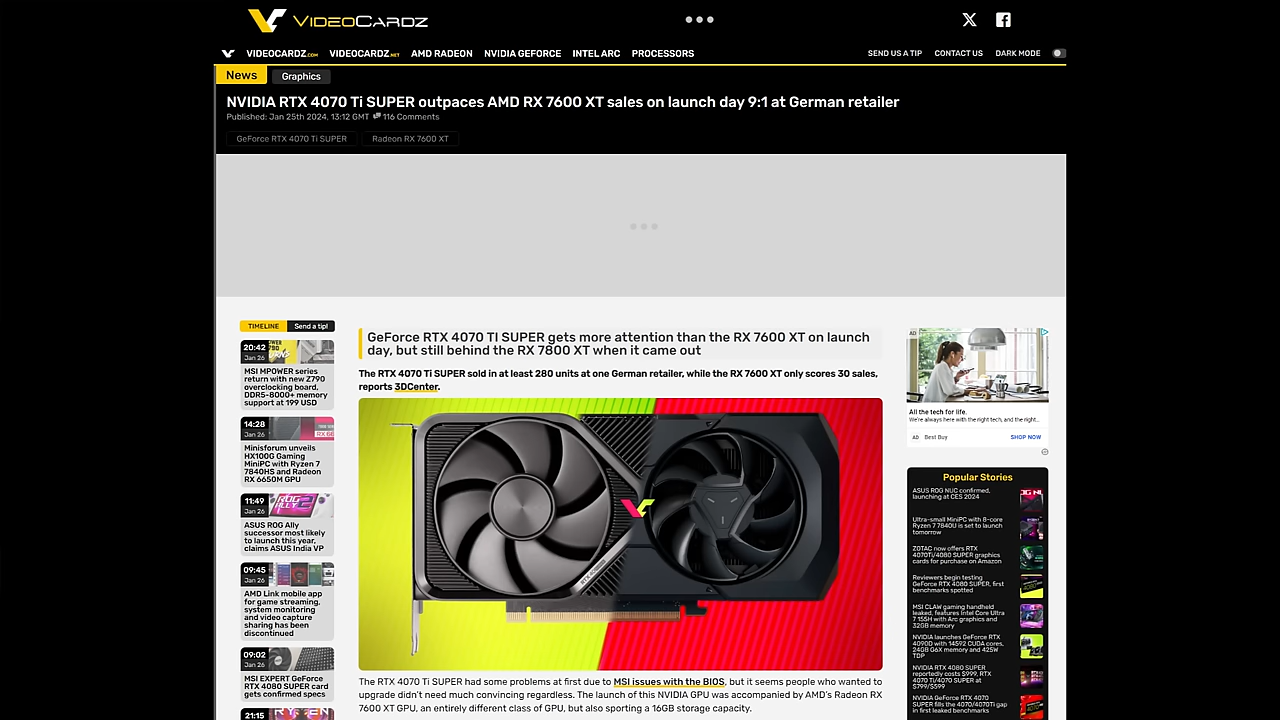 VIDEOCARDZ
VIDEOCARDZ.COM VIDEOCARDZ.NET AMD RADEON NVIDIA GEFORCE INTEL ARC PROCESSORS SEND US A TIP CONTACT US DARK MODE
News Graphics
NVIDIA RTX 4070 Ti SUPER outpaces AMD RX 7600 XT sales on launch day 9:1 at German retailer
Published: Jan 25th 2024, 13:12 GMT 116 Comments
GeForce RTX 4070 Ti SUPER Radeon RX 7600 XT
TIMELINE Send a tip!
20:42
Jan 26
MSI MPOWER series
return with new Z790
overclocking board,
DDR5-8000+ memory
support at 199 USD
14:28
Jan 26
RX 66
Minisforum unveils
HX100G Gaming
MiniPC with Ryzen 7
7840HS and Radeon
RX 6650M GPU
11:49
Jan 26
ASUS ROG Ally
successor most likely
to launch this year,
claims ASUS India VP
09:45
Jan 26
AMD Link mobile app
for game streaming,
system monitoring
and video capture
sharing has been
discontinued
09:02
Jan 26
MSI EXPERT GeForce
RTX 4080 SUPER card
gets confirmed specs
21:15
GeForce RTX 4070 TI SUPER gets more attention than the RX 7600 XT on launch
day, but still behind the RX 7800 XT when it came out
The RTX 4070 Ti SUPER sold in at least 280 units at one German retailer, while the RX 7600 XT only scores 30 sales,
reports 3DCenter.
The RTX 4070 Ti SUPER had some problems at first due to MSI issues with the BIOS, but it seems people who wanted to
upgrade didn't need much convincing regardless. The launch of this NVIDIA GPU was accompanied by AMD's Radeon RX
7600 XT GPU, an entirely different class of GPU, but also sporting a 16GB storage capacity.
AD
All the tech for life.
We're always here with the right tech, and the right...
AD Best Buy SHOP NOW
Popular Stories
ASUS ROG NUC confirmed,
launching at CES 2024
Ultra-small MiniPC with 8-core
Ryzen 7 7840U is set to launch
tomorrow
ZOTAC now offers RTX
4070Ti/4080 SUPER graphics
cards for purchase on Amazon
Reviewers begin testing
GeForce RTX 4080 SUPER, first
benchmarks spotted
MSI CLAW gaming handheld
leaked, features Intel Core Ultra
7 155H with Arc graphics and
32GB memory
NVIDIA launches GeForce RTX
4090D with 14592 CUDA cores,
24GB G6X memory and 425W
TDP
NVIDIA RTX 4080 SUPER
reportedly costs $999, RTX
4070 Ti/4070 SUPER at
$799/$599
NVIDIA GeForce RTX 4070
SUPER fills the 4070/4070Ti gap
in first leaked benchmarks